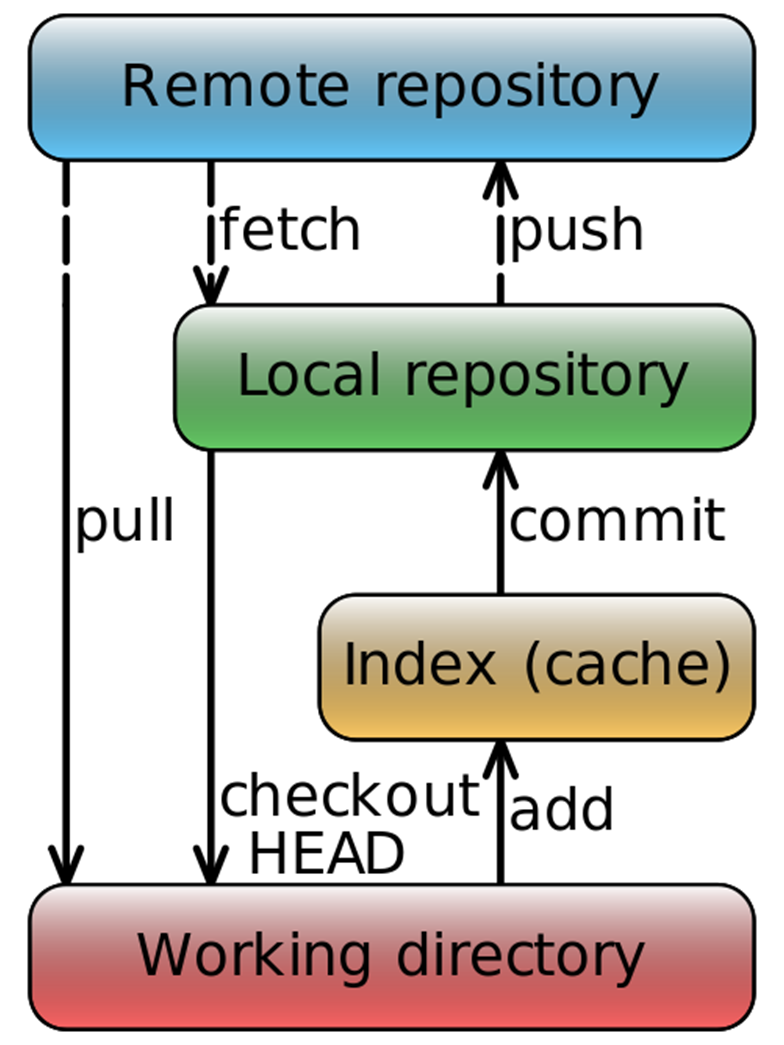 Remote repository
fetch
push
Local repository
pull
commit
Index (cache)
checkout
HEAD
add
Working directory